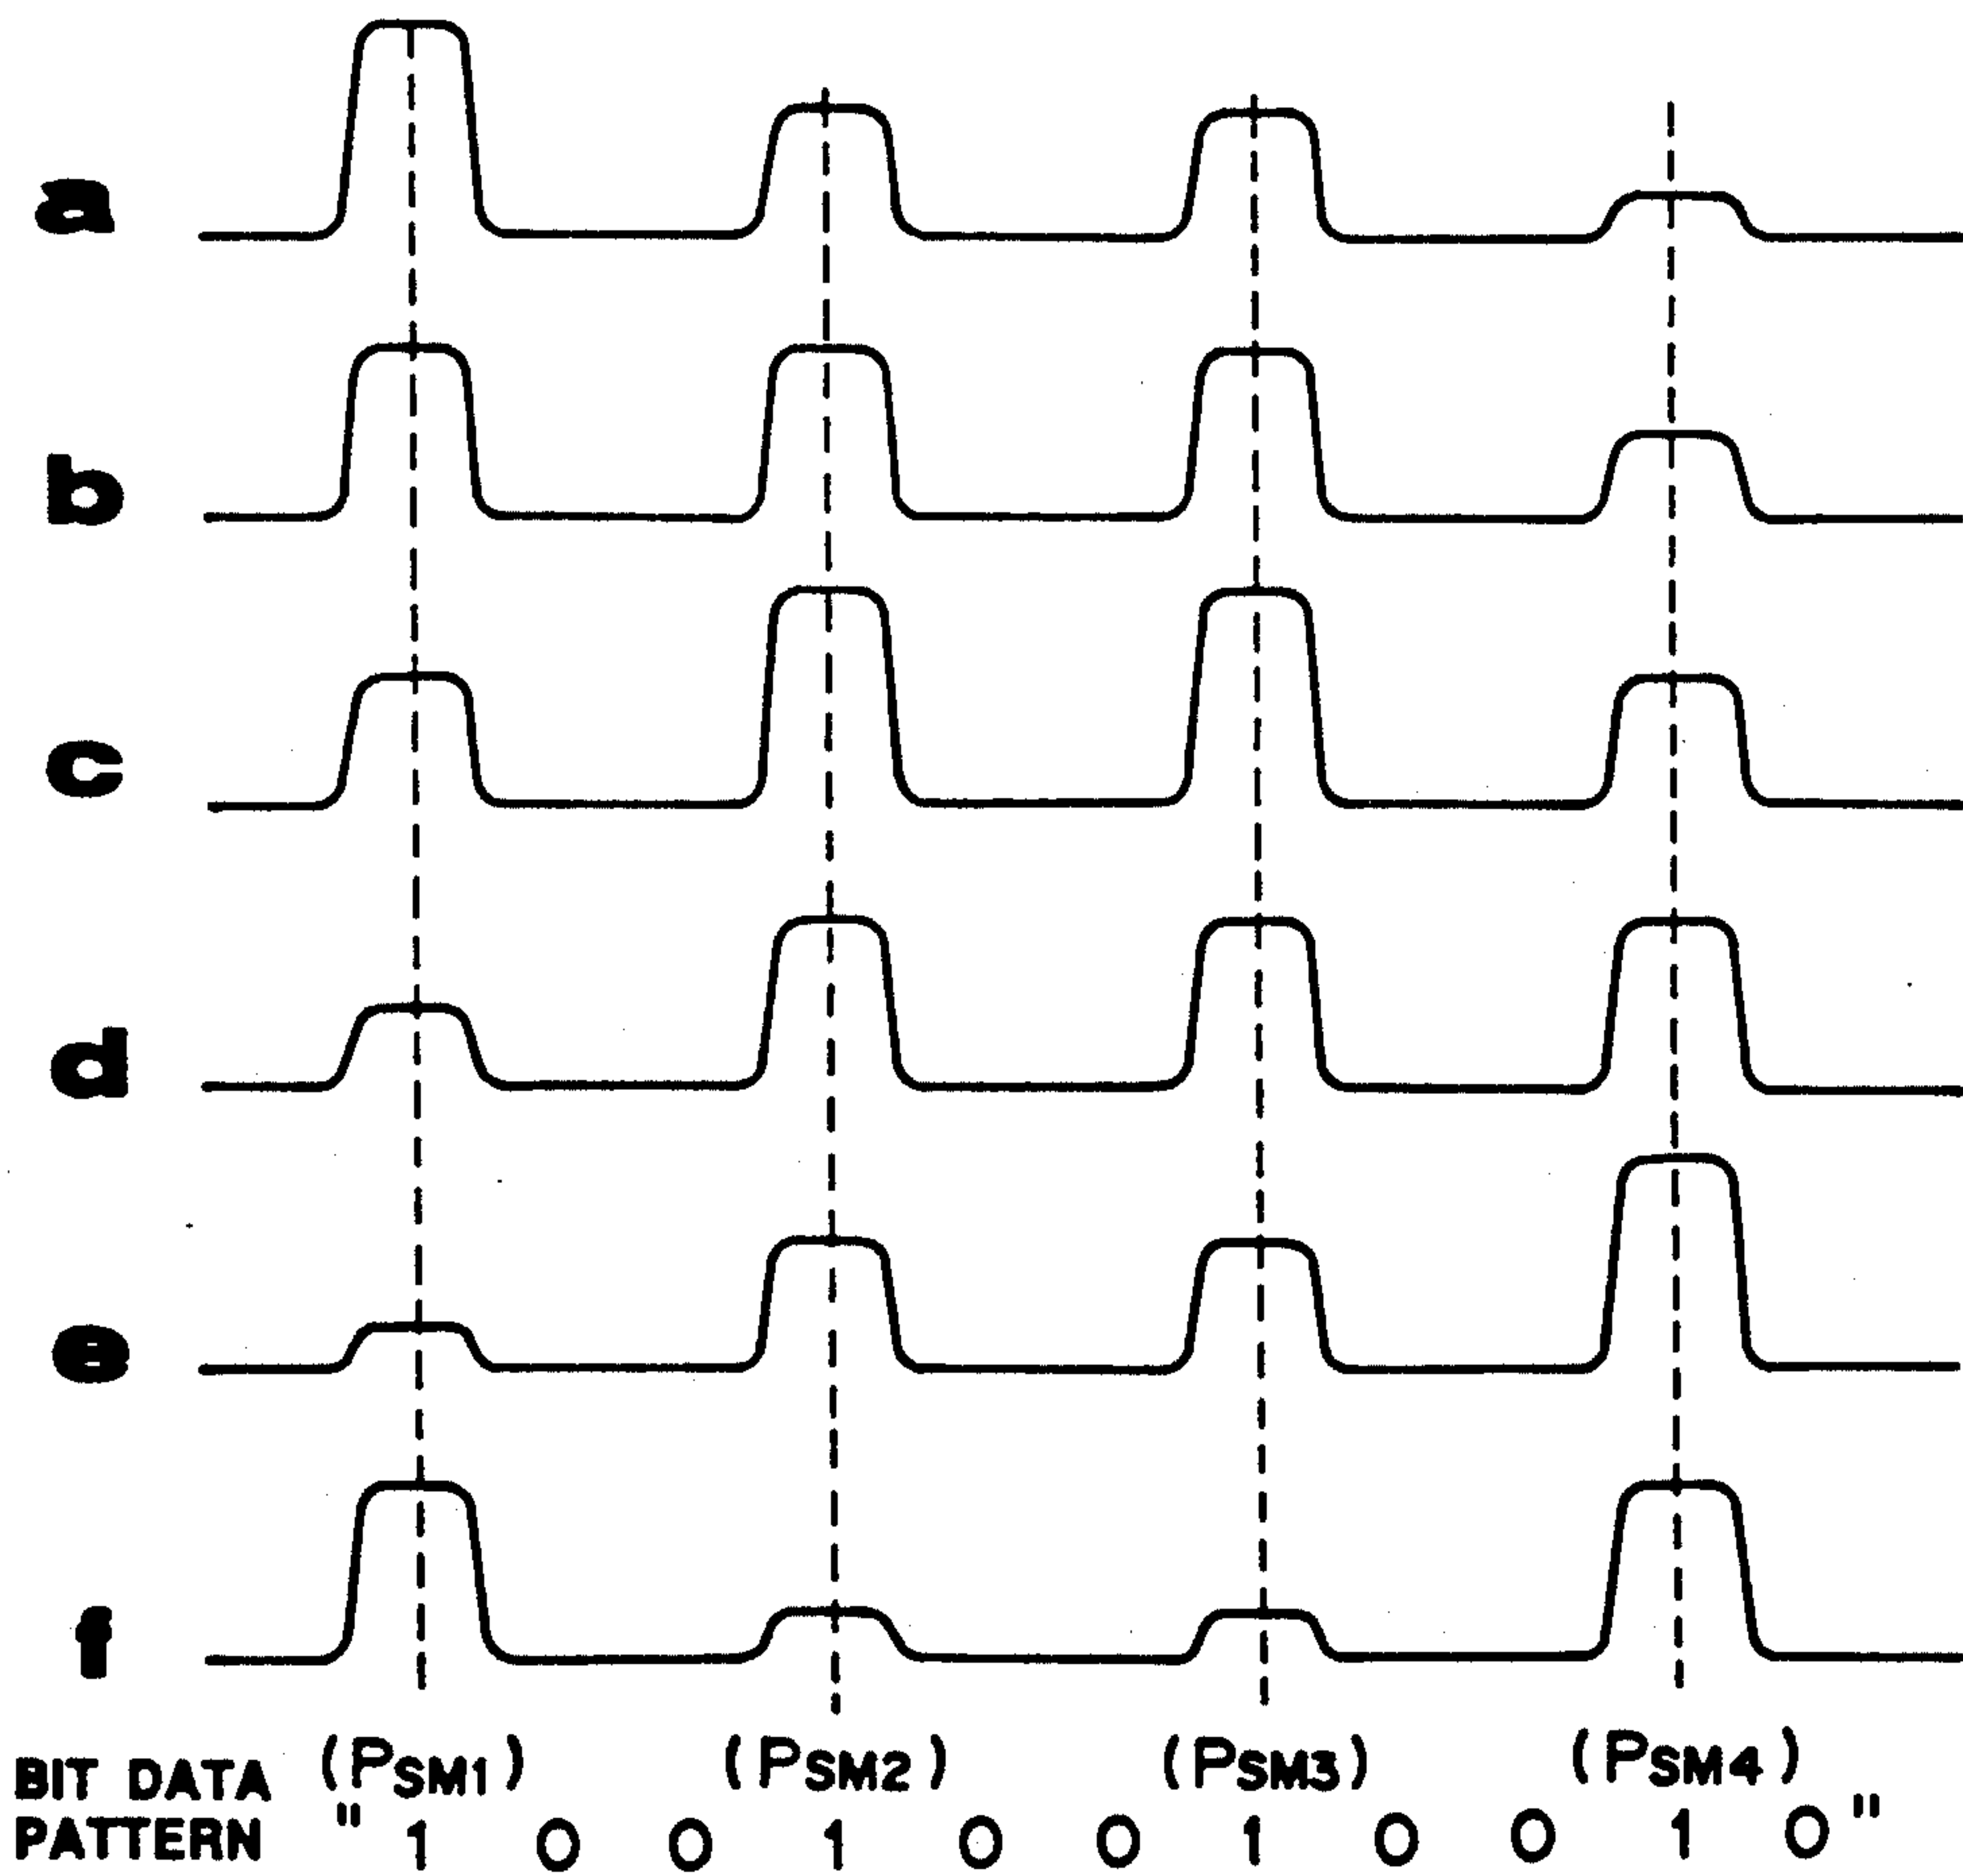 a
b
c
d
e
f
(PSM1) (PSM2) (PSM3) (PSM4)
BIT DATA
PATTERN "1 0 0 1 0 0 1 0 0 1 0"